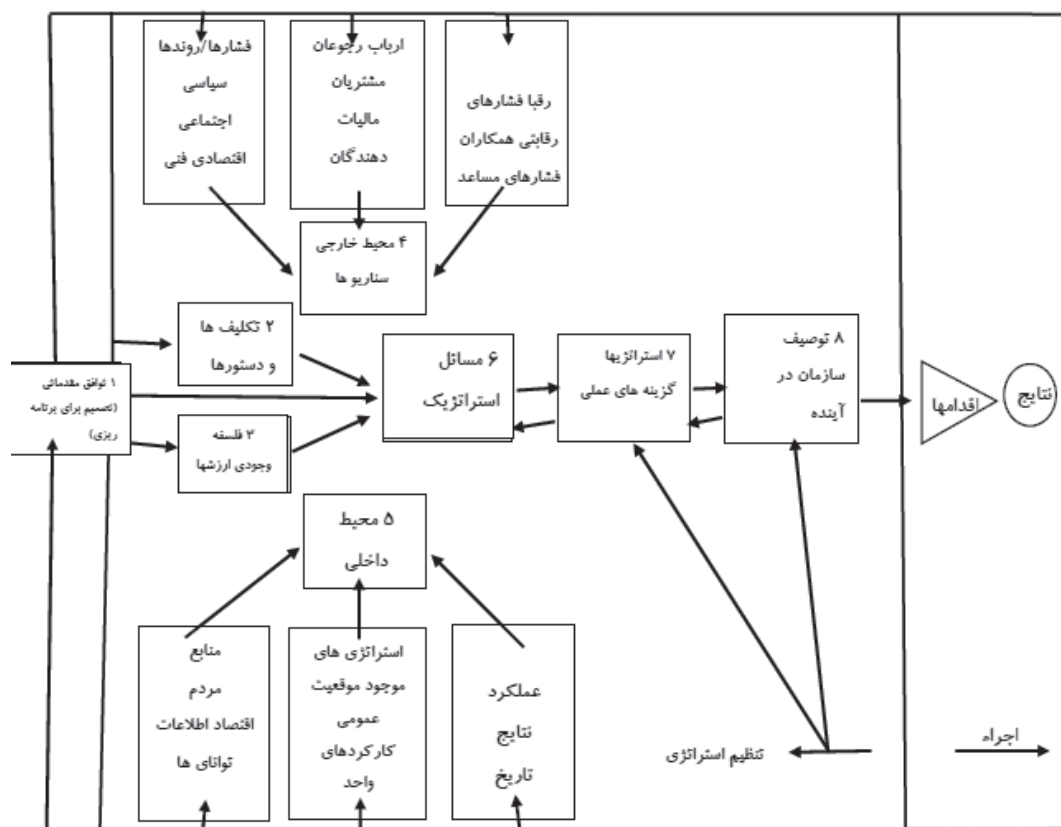 فشارها/روندها
سیاسی
اجتماعی
اقتصادی فنی
ارباب رجوعان
مشتریان
مالیات
دهندگان
رقبا فشارهای
رقابتی همکاران
فشارهای مساعد
۴ محیط خارجی
سناریو ها
۲ تکلیف ها
و دستورها
۱ توافق مقدماتی
(تصمیم برای برنامه
ریزی)
۳ فلسفه
وجودی ارزشها
۶ مسائل
استراتژیک
۷ استراتژیها
گزینه های عملی
۸ توصیف
سازمان در
آینده
اقدامها
نتایج
۵ محیط
داخلی
منابع
مردم
اقتصاد اطلاعات
توانای ها
استراتژی های
موجود موقعیت
عمومی
کارکردهای
واحد
عملکرد
نتایج
تاریخ
تنظیم استراتژی
اجراء